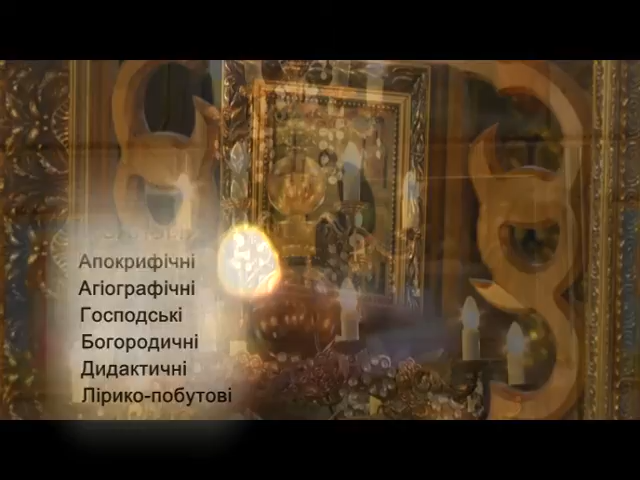 Апокрифічні
Агіографічні
Господські
Богородичні
Дидактичні
Лірико-побутові